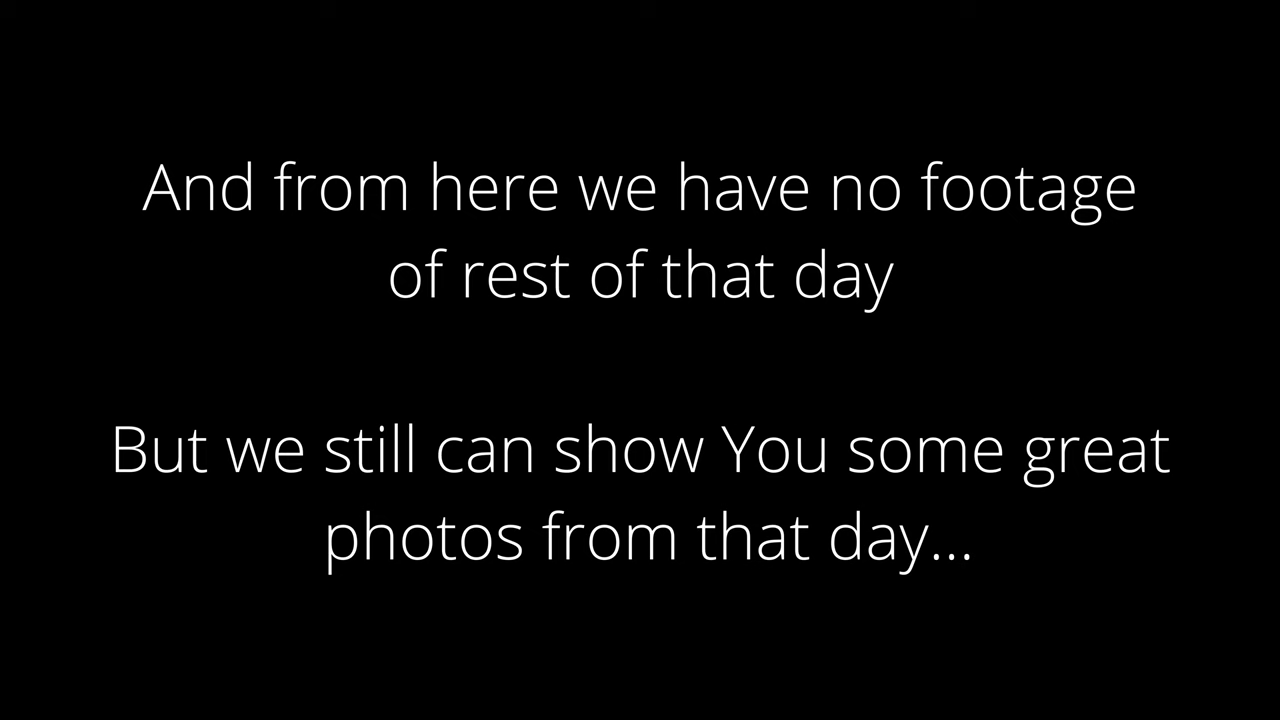 And from here we have no footage
of rest of that day
But we still can show You some great
photos from that day...